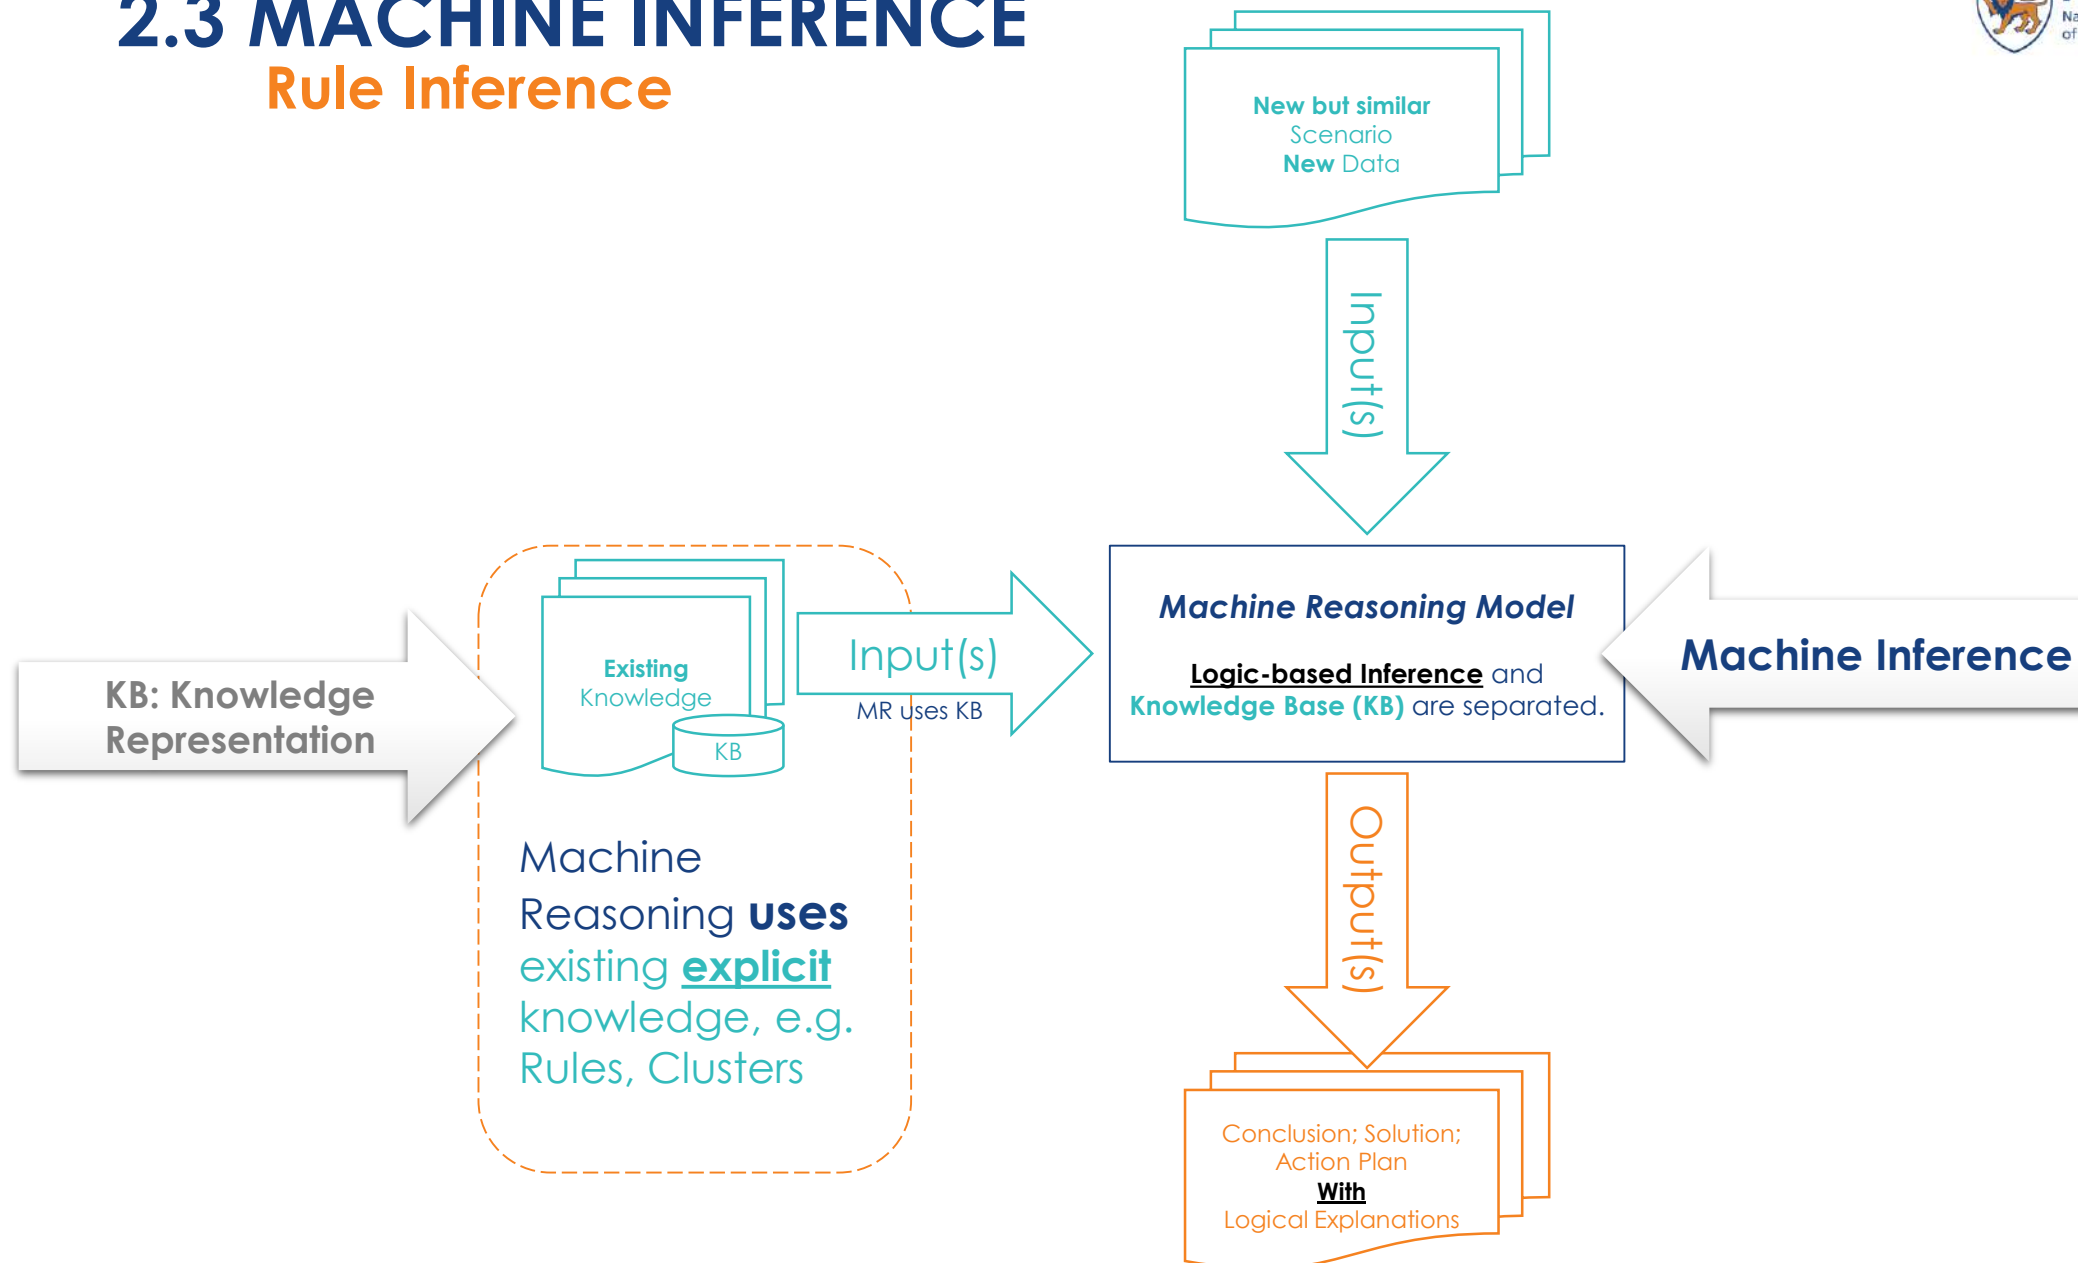 2.3 MACHINE INFERENCE
Rule Inference
Na
of
New but similar
Scenario
New Data
Input(s)
KB: Knowledge
Representation
Existing
Knowledge
KB
Input(s)
MR uses KB
Machine Reasoning Model
Logic-based Inference and
Knowledge Base (KB) are separated.
Machine Inference
Machine
Reasoning uses
existing explicit
knowledge, e.g.
Rules, Clusters
Output(s)
Conclusion; Solution;
Action Plan
With
Logical Explanations